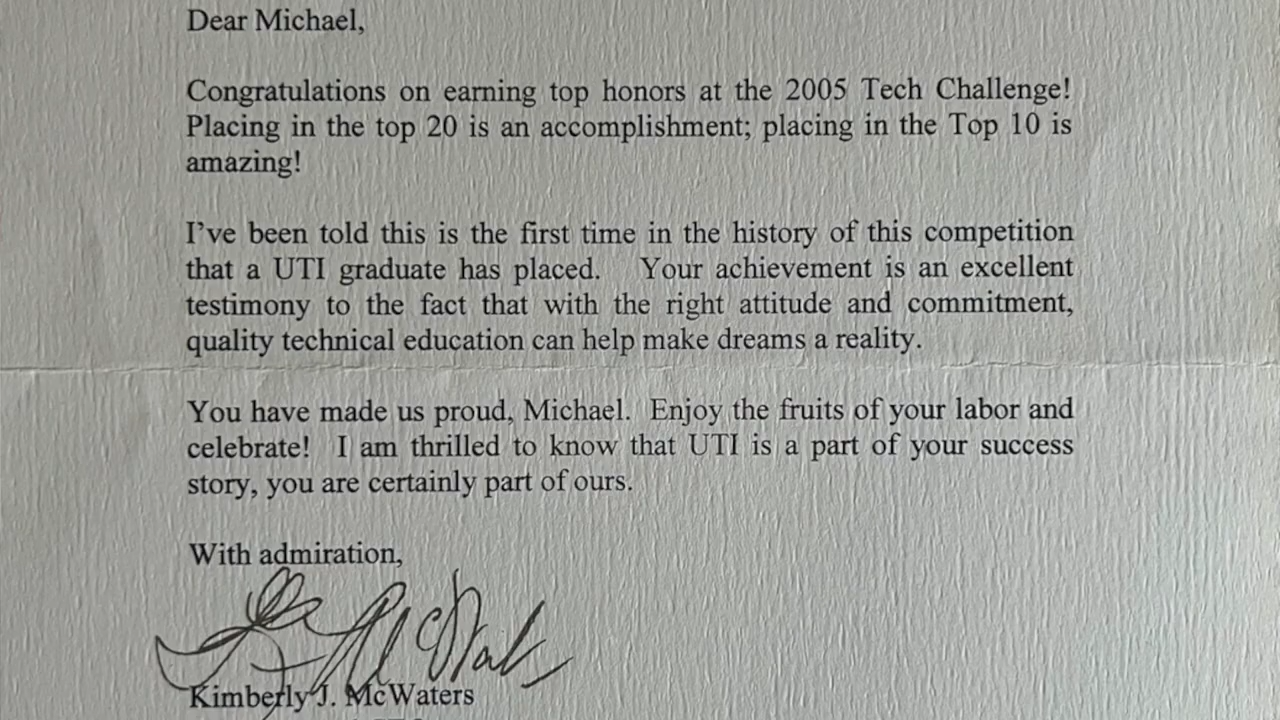 Dear Michael,
Congratulations on earning top honors at the 2005 Tech Challenge!
Placing in the top 20 is an accomplishment; placing in the Top 10 is
amazing!
I've been told this is the first time in the history of this competition
that a UTI graduate has placed. Your achievement is an excellent
testimony to the fact that with the right attitude and commitment,
quality technical education can help make dreams a reality.
You have made us proud, Michael. Enjoy the fruits of your labor and
celebrate! I am thrilled to know that UTI is a part of your success
story, you are certainly part of ours.
With admiration,
Kimberly J. McWaters